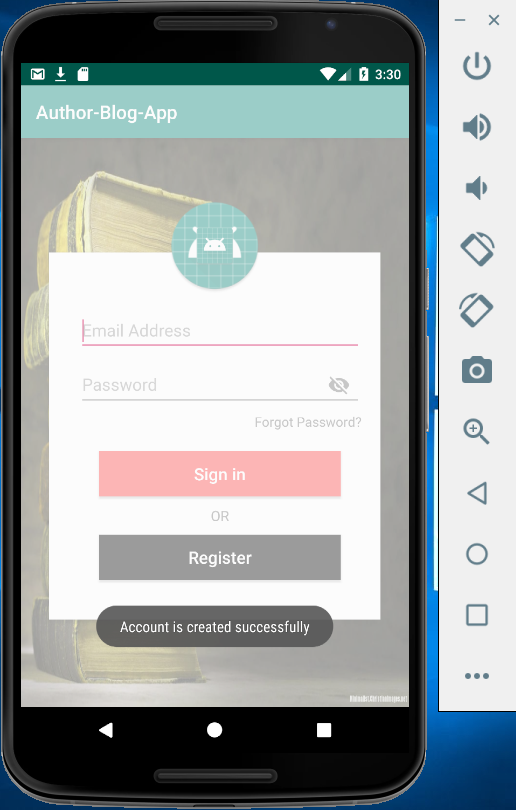 3:30
Author-Blog-App
Email Address
Password
Forgot Password?
Sign in
OR
Register
Account is created successfully